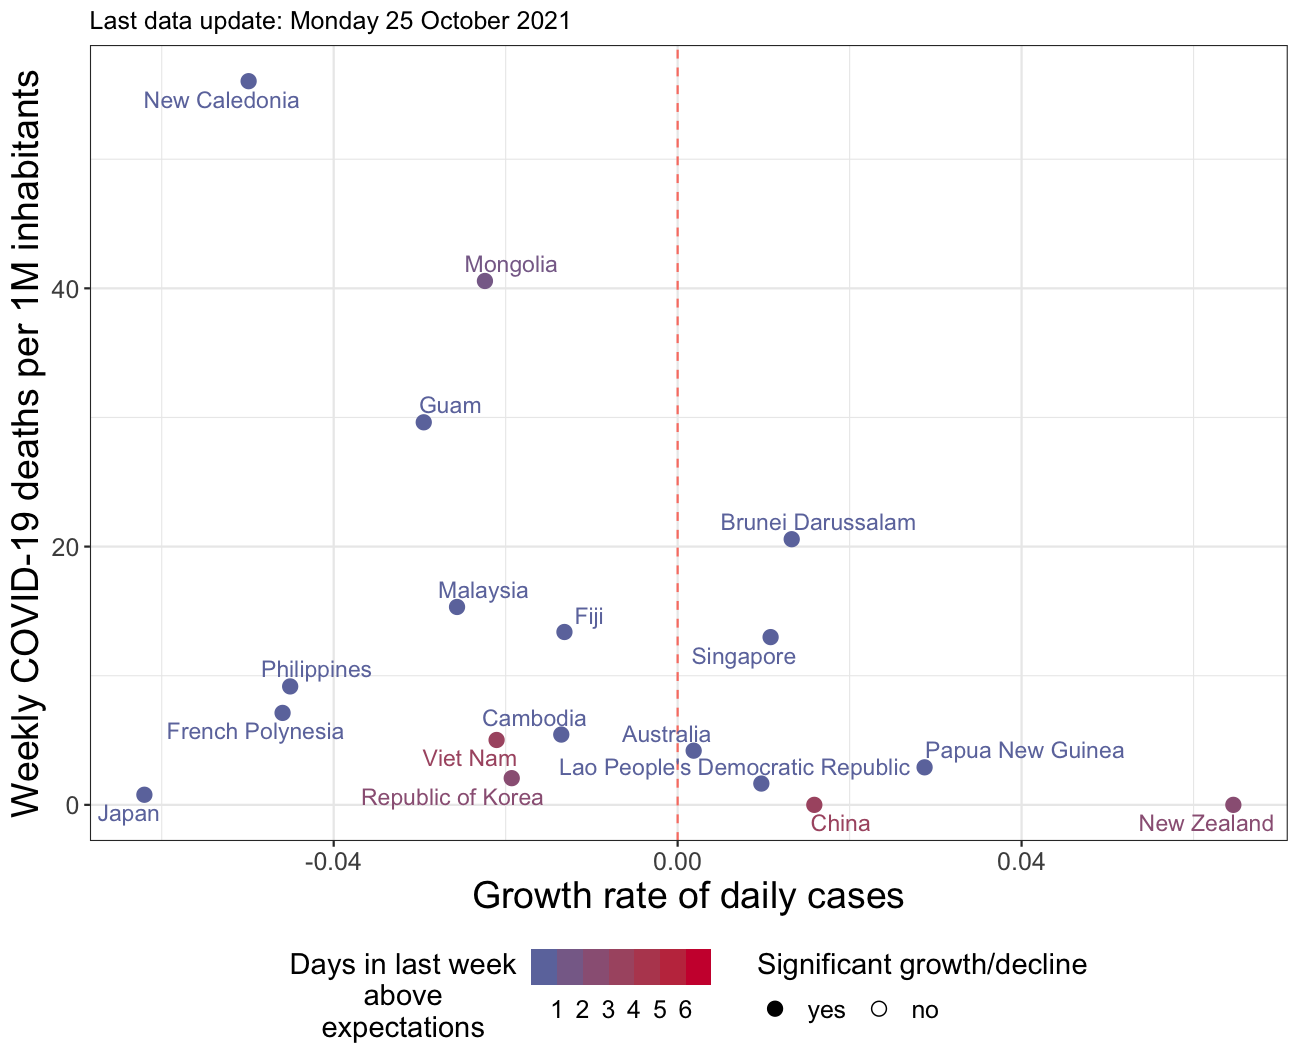 Last data update: Monday 25 October 2021
Weekly COVID-19 deaths per 1M inhabitants
New Caledonia
Mongolia
40
Guam
Brunei Darussalam
20
Malaysia
Fiji
Singapore
Philippines
French Polynesia
Cambodia
Australia
Viet Nam
Papua New Guinea
Lao People's Democratic Republic
Republic of Korea
0
Japan
China
New Zealand
-0.04 0.00 0.04
Growth rate of daily cases
Days in last week
above
expectations
1 2 3 4 5 6
Significant growth/decline
yes no